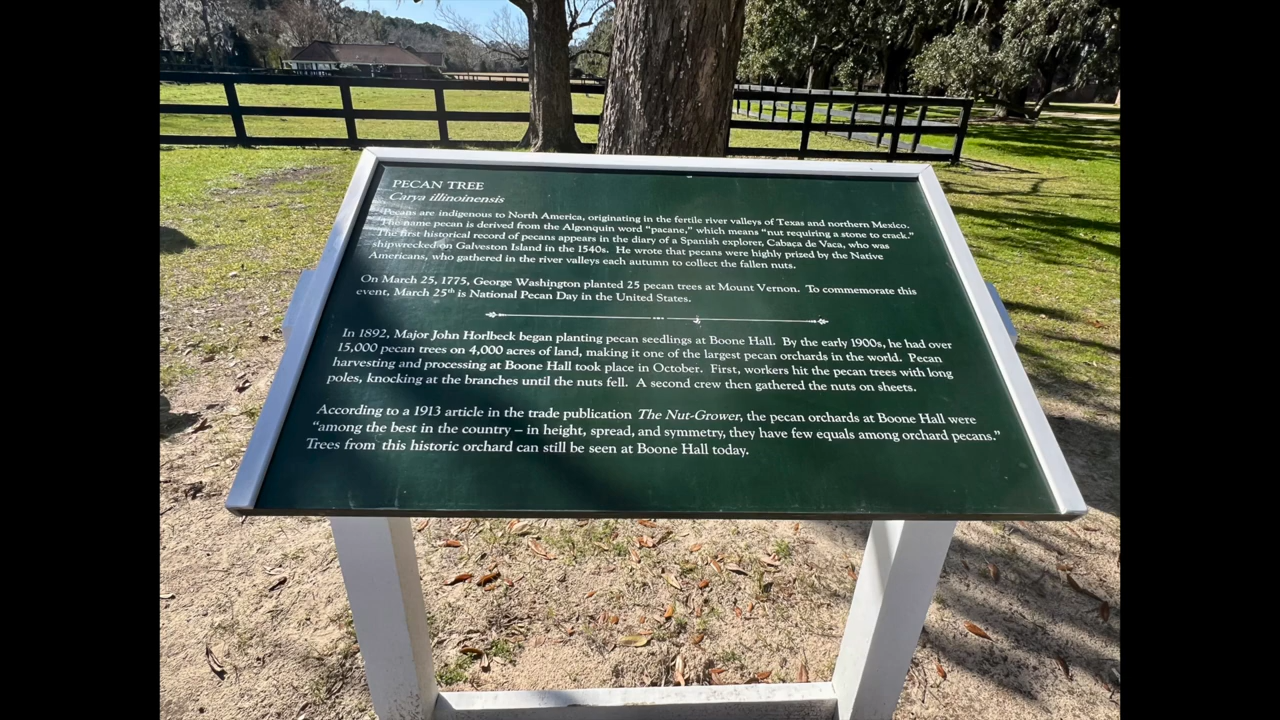 PECAN TREE
Carya illinoinensis
Pecans are indigenous to North America, originating in the fertile river valleys of Texas and northern Mexico.
The name pecan is derived from the Algonquin word “pacane,” which means “nut requiring a stone to crack.”
The first historical record of pecans appears in the diary of a Spanish explorer, Cabaca de Vaca, who was
shipwrecked on Galveston Island in the 1540s. He wrote that pecans were highly prized by the Native
Americans, who gathered in the river valleys each autumn to collect the fallen nuts.
On March 25, 1775, George Washington planted 25 pecan trees at Mount Vernon. To commemorate this
event, March 25th is National Pecan Day in the United States.
In 1892, Major John Horlbeck began planting pecan seedlings at Boone Hall. By the early 1900s, he had over
15,000 pecan trees on 4,000 acres of land, making it one of the largest pecan orchards in the world. Pecan
harvesting and processing at Boone Hall took place in October. First, workers hit the pecan trees with long
poles, knocking at the branches until the nuts fell. A second crew then gathered the nuts on sheets.
According to a 1913 article in the trade publication The Nut-Grower, the pecan orchards at Boone Hall were
“among the best in the country – in height, spread, and symmetry, they have few equals among orchard pecans.”
Trees from this historic orchard can still be seen at Boone Hall today.